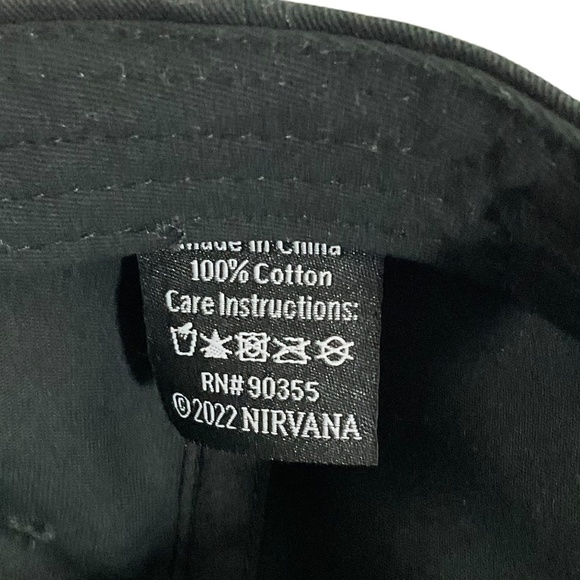 Made in China
100% Cotton
Care Instructions:
RN# 90355
©2022 NIRVANA